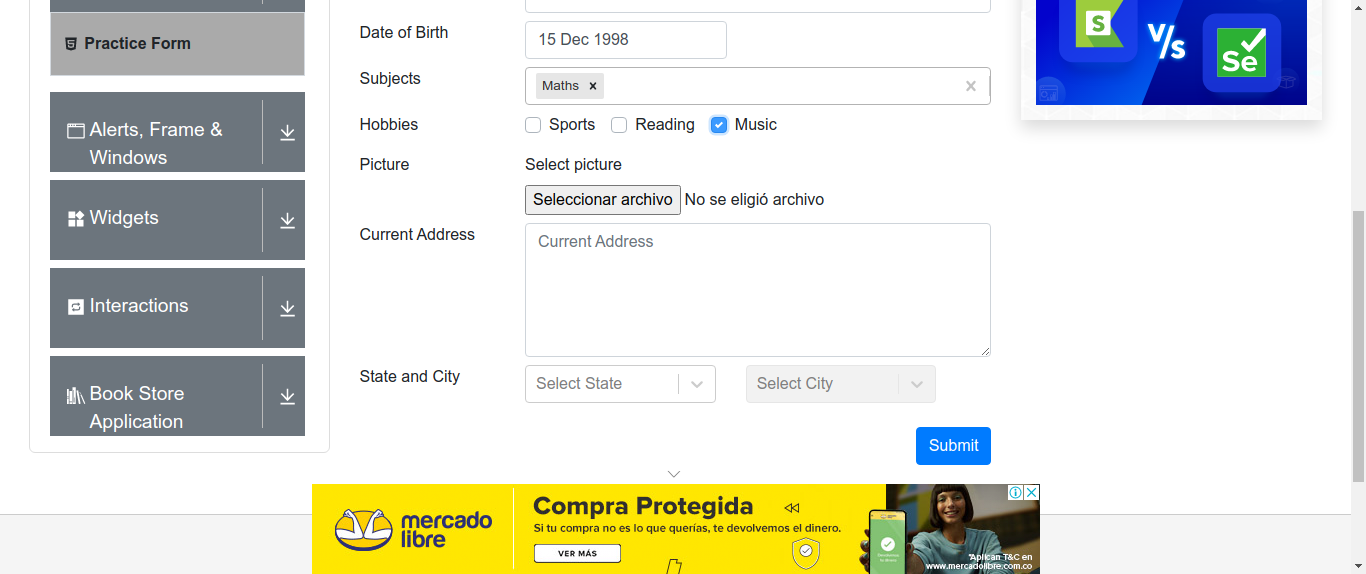 Practice Form
Alerts, Frame &
Windows
Widgets
Interactions
Book Store
Application
Date of Birth
15 Dec 1998
Subjects
Maths
Hobbies
Sports
Reading
Music
Picture
Select picture
Seleccionar archivo No se eligió archivo
Current Address
Current Address
State and City
Select State
Select City
Submit
S
V/s
Se
mercado
libre
Compra Protegida
Si tu compra no es lo que querías, te devolvemos el dinero.
VER MÁS
*Aplican T&C en
www.mercadolibre.com.co